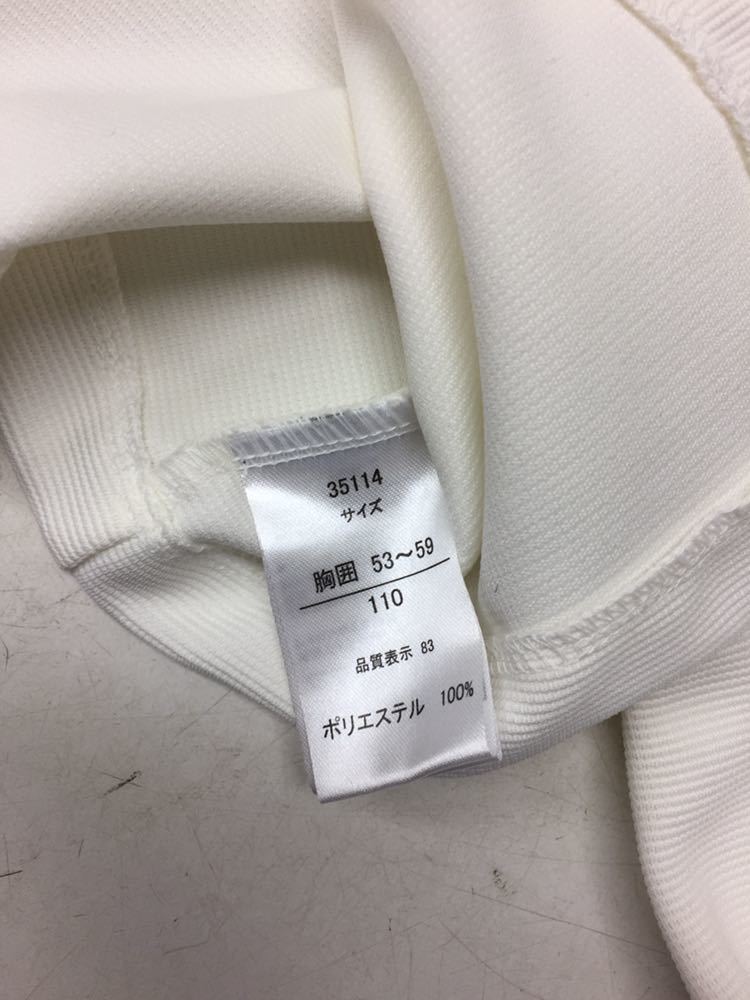 35114
サイズ
胸囲 53～59
110
品質表示 83
ポリエステル 100%